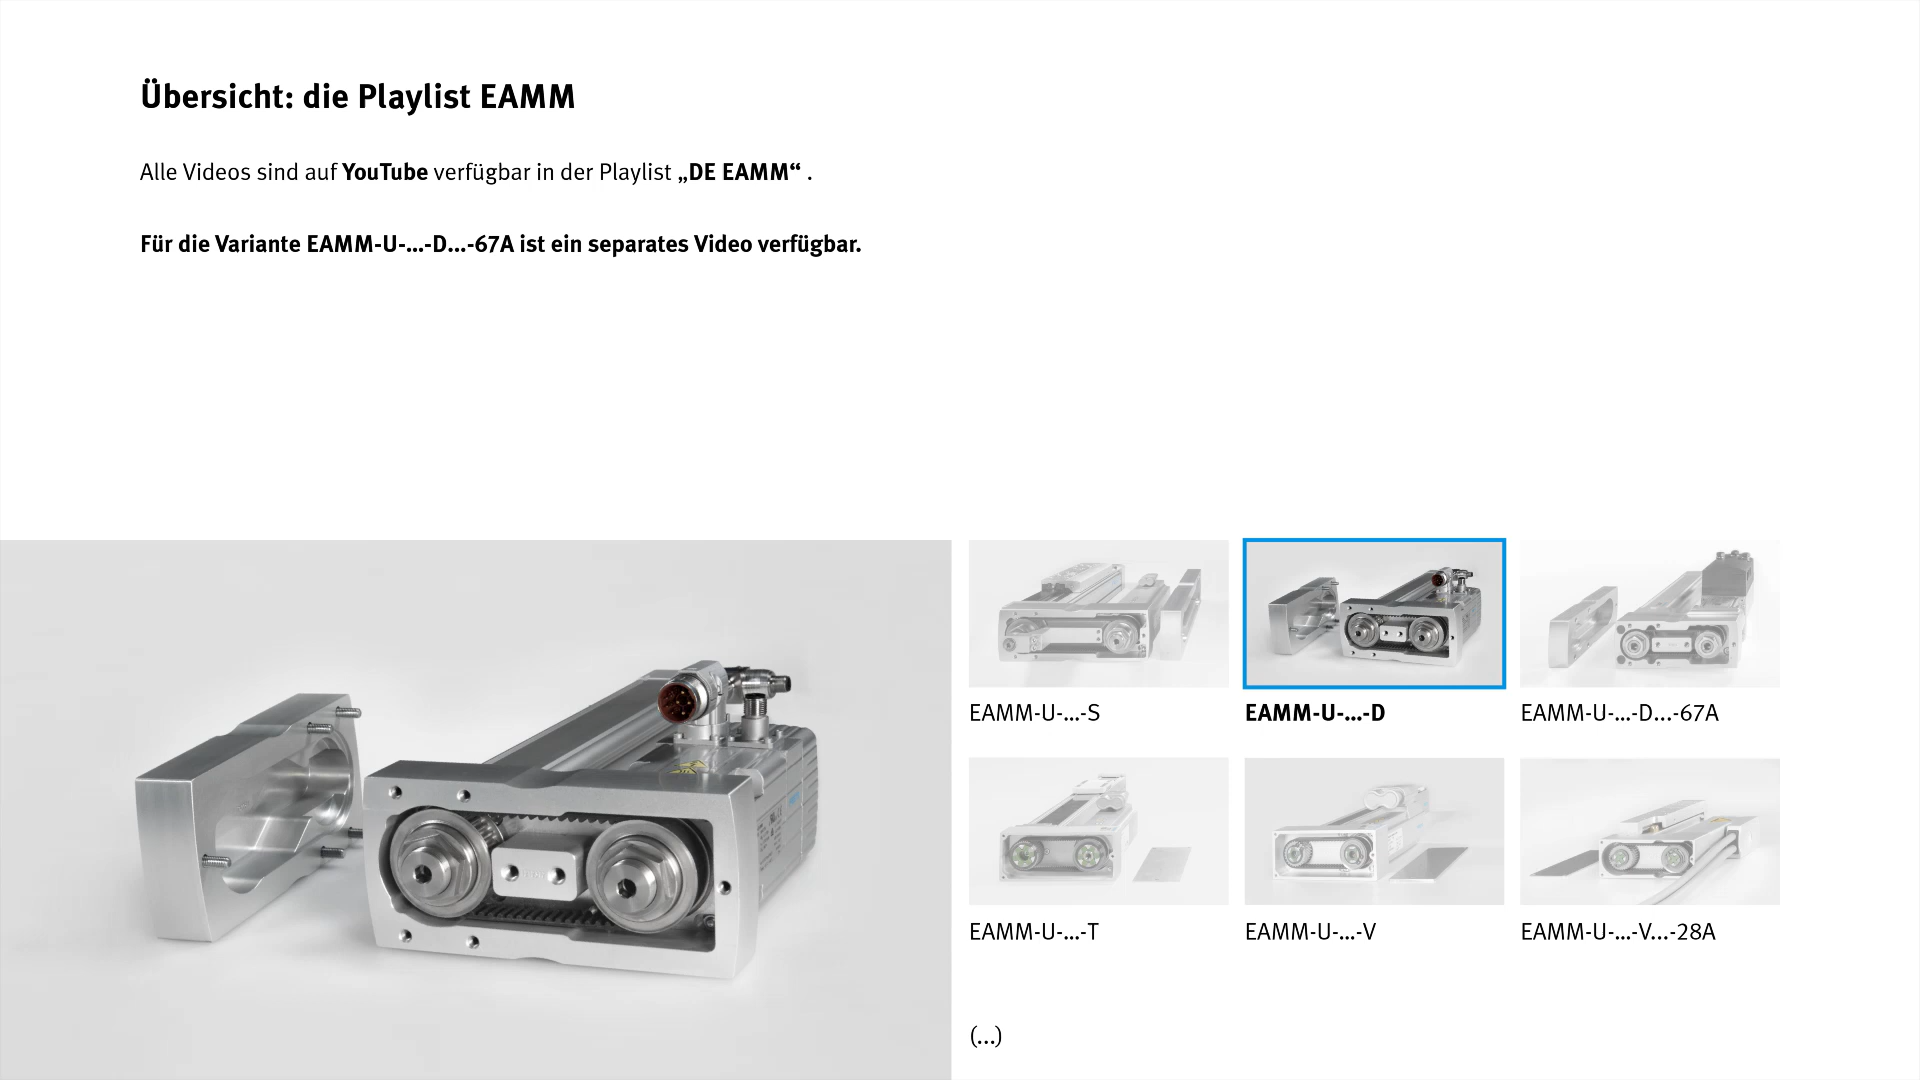 Übersicht: die Playlist EAMM
Alle Videos sind auf YouTube verfügbar in der Playlist „DE EAMM“ .
Für die Variante EAMM-U-...-D...-67A ist ein separates Video verfügbar.
EAMM-U-...-S
EAMM-U-...-D
EAMM-U-...-D...-67A
EAMM-U-...-T
EAMM-U-...-V
EAMM-U-...-V...-28A
(...)